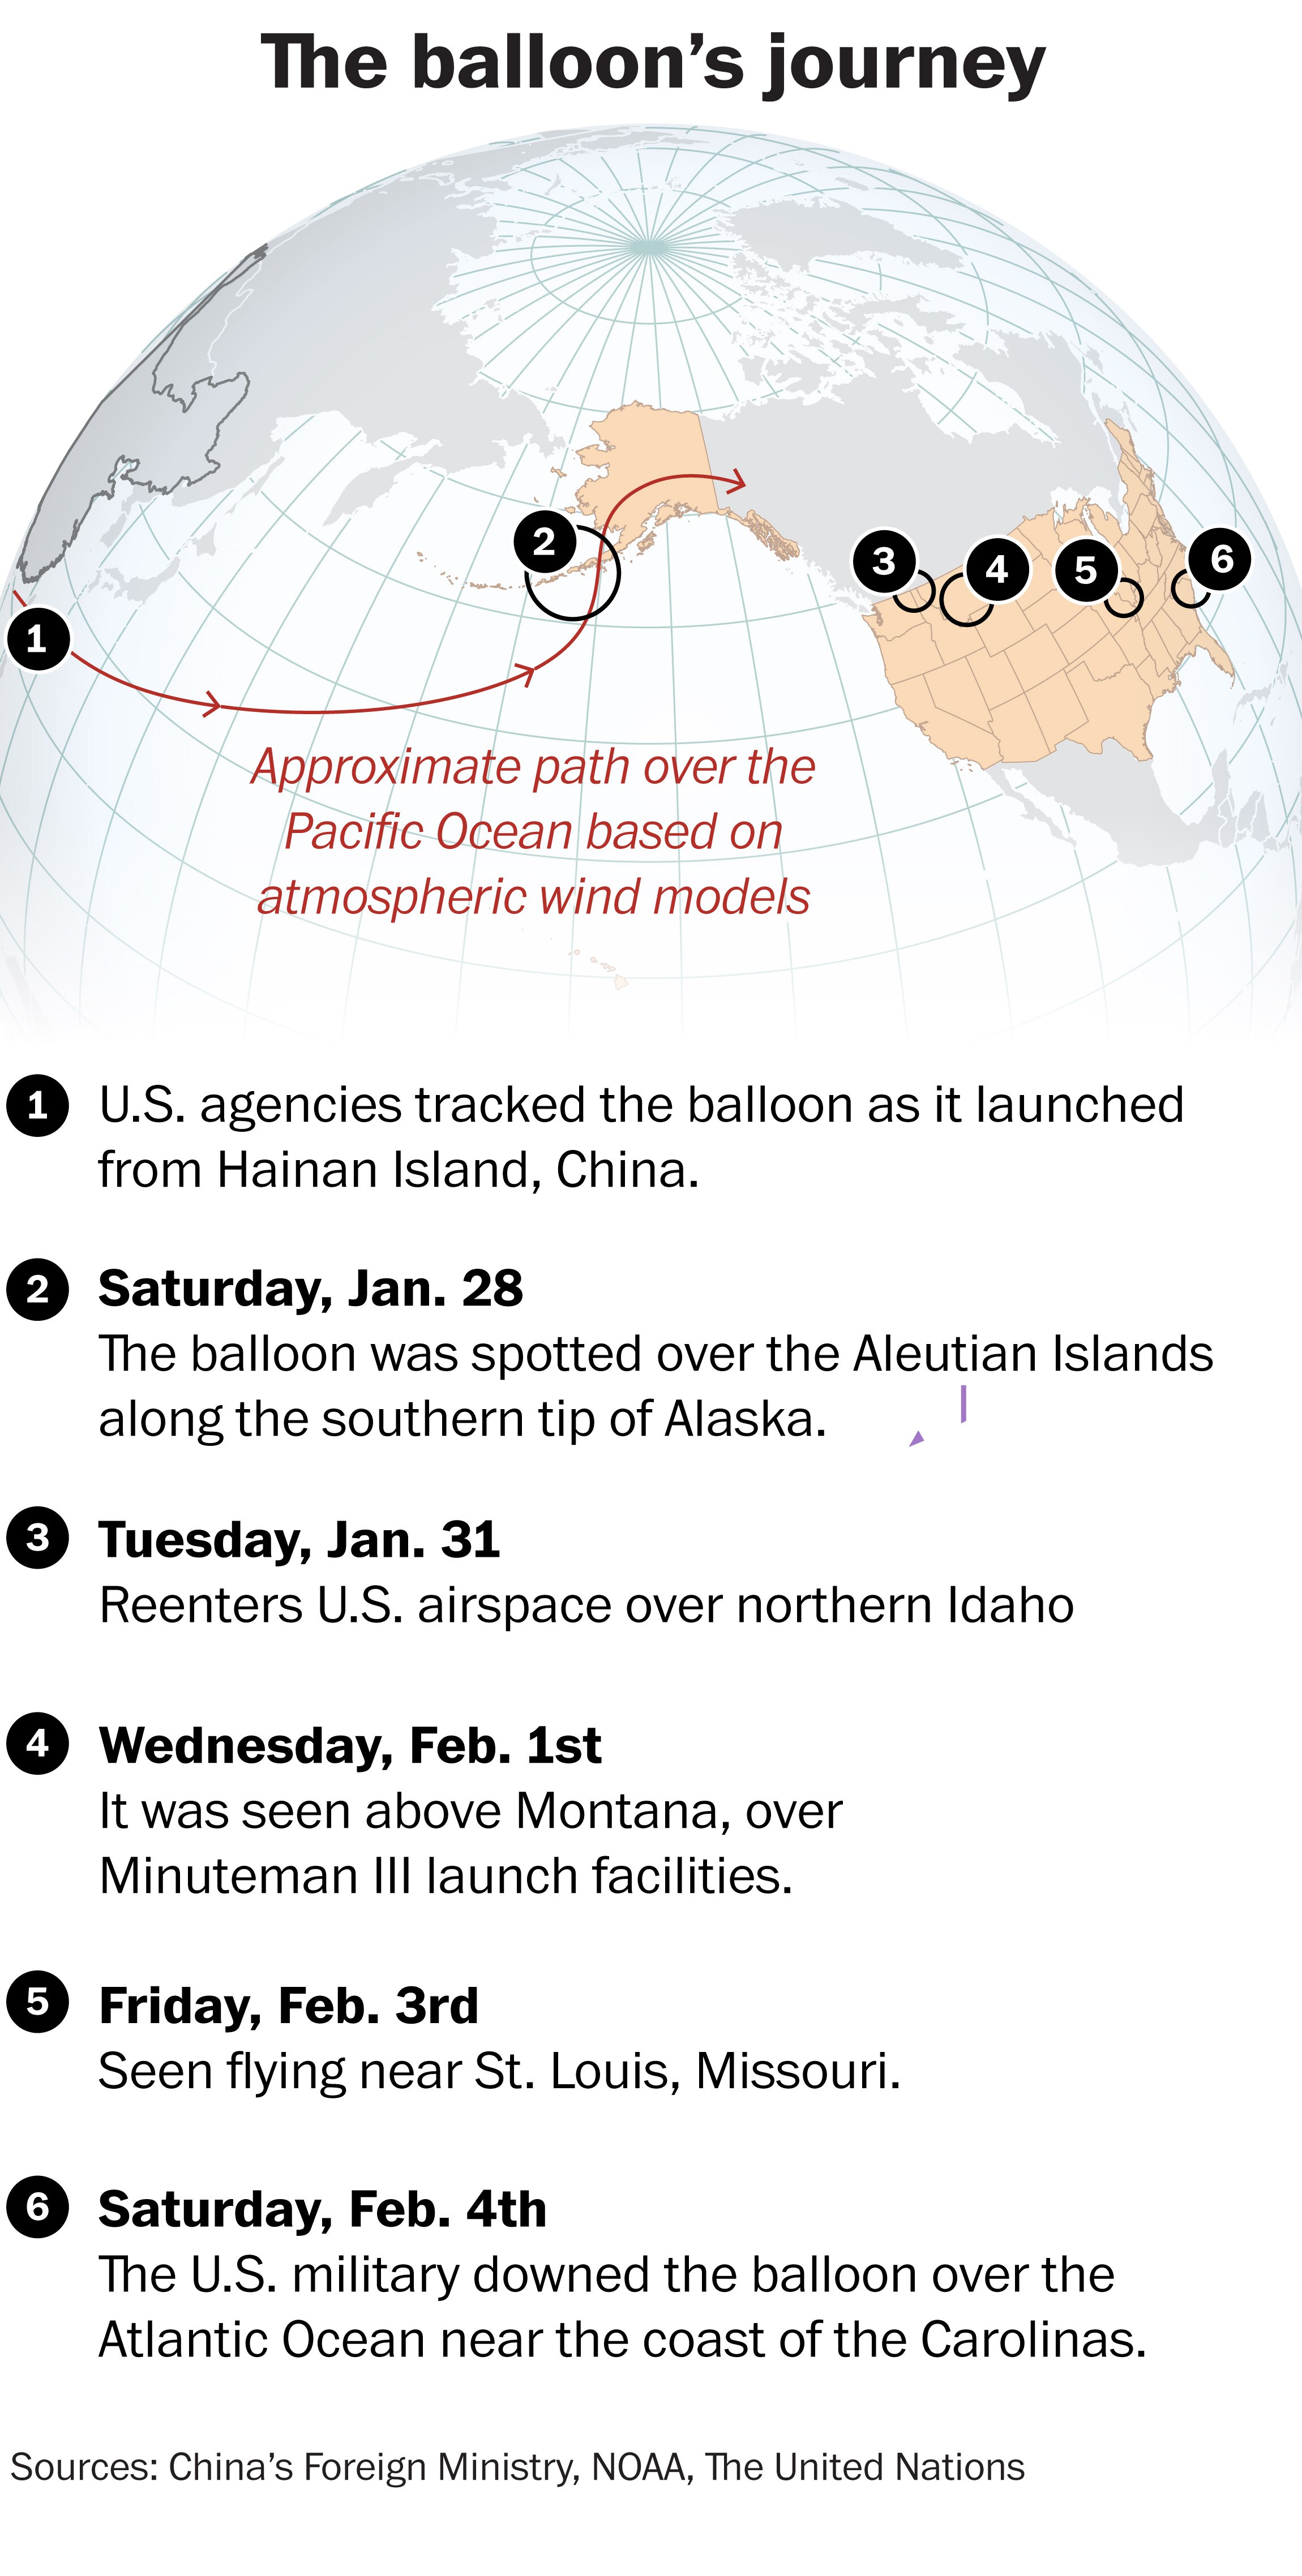 The balloon’s journey
1
2
3
4
5
6
Approximate path over the
Pacific Ocean based on
atmospheric wind models
1 U.S. agencies tracked the balloon as it launched
from Hainan Island, China.
2 Saturday, Jan. 28
The balloon was spotted over the Aleutian Islands
along the southern tip of Alaska.
3 Tuesday, Jan. 31
Reenters U.S. airspace over northern Idaho
4 Wednesday, Feb. 1st
It was seen above Montana, over
Minuteman III launch facilities.
5 Friday, Feb. 3rd
Seen flying near St. Louis, Missouri.
6 Saturday, Feb. 4th
The U.S. military downed the balloon over the
Atlantic Ocean near the coast of the Carolinas.
Sources: China’s Foreign Ministry, NOAA, The United Nations